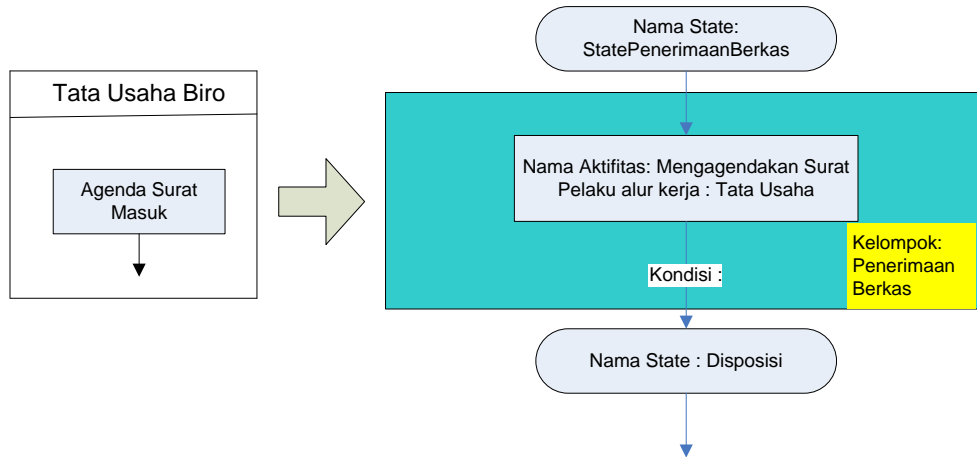 Tata Usaha Biro
Agenda Surat
Masuk
Nama State:
StatePenerimaanBerkas
Nama Aktifitas: Mengagendakan Surat
Pelaku alur kerja : Tata Usaha
Kondisi :
Kelompok:
Penerimaan
Berkas
Nama State : Disposisi